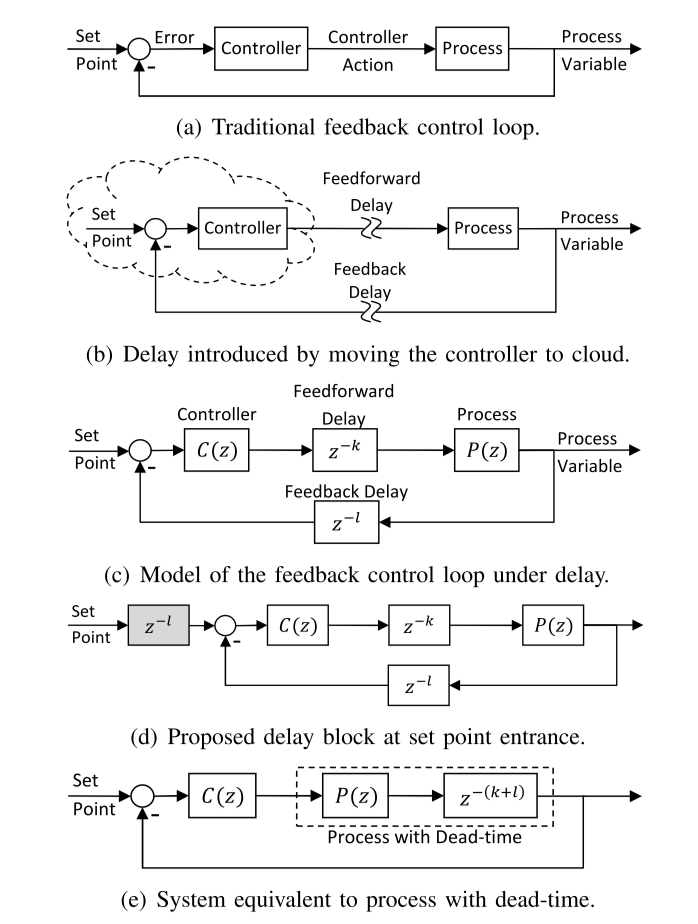 Set
Point
Error
Controller
Controller
Action
Process
Process
Variable
-
(a) Traditional feedback control loop.
Set
Point
-
Controller
Feedforward
Delay
Process
Process
Variable
Feedback
Delay
(b) Delay introduced by moving the controller to cloud.
Set
Point
-
Controller
C(z)
Feedforward
Delay
z^{-k}
Process
P(z)
Process
Variable
Feedback Delay
z^{-l}
(c) Model of the feedback control loop under delay.
Set
Point
z^{-l}
-
C(z)
z^{-k}
P(z)
z^{-l}
(d) Proposed delay block at set point entrance.
Set
Point
-
C(z)
P(z)
z^{-(k+l)}
Process with Dead-time
(e) System equivalent to process with dead-time.